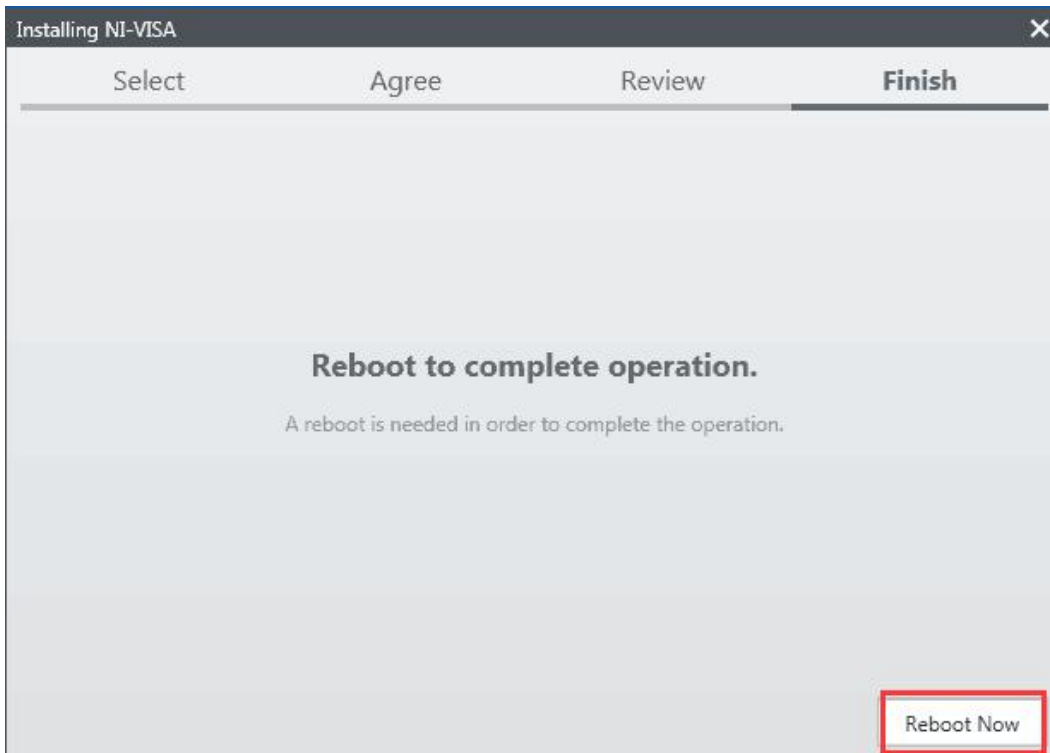 Installing NI-VISA
Select Agree Review Finish
Reboot to complete operation.
A reboot is needed in order to complete the operation.
Reboot Now